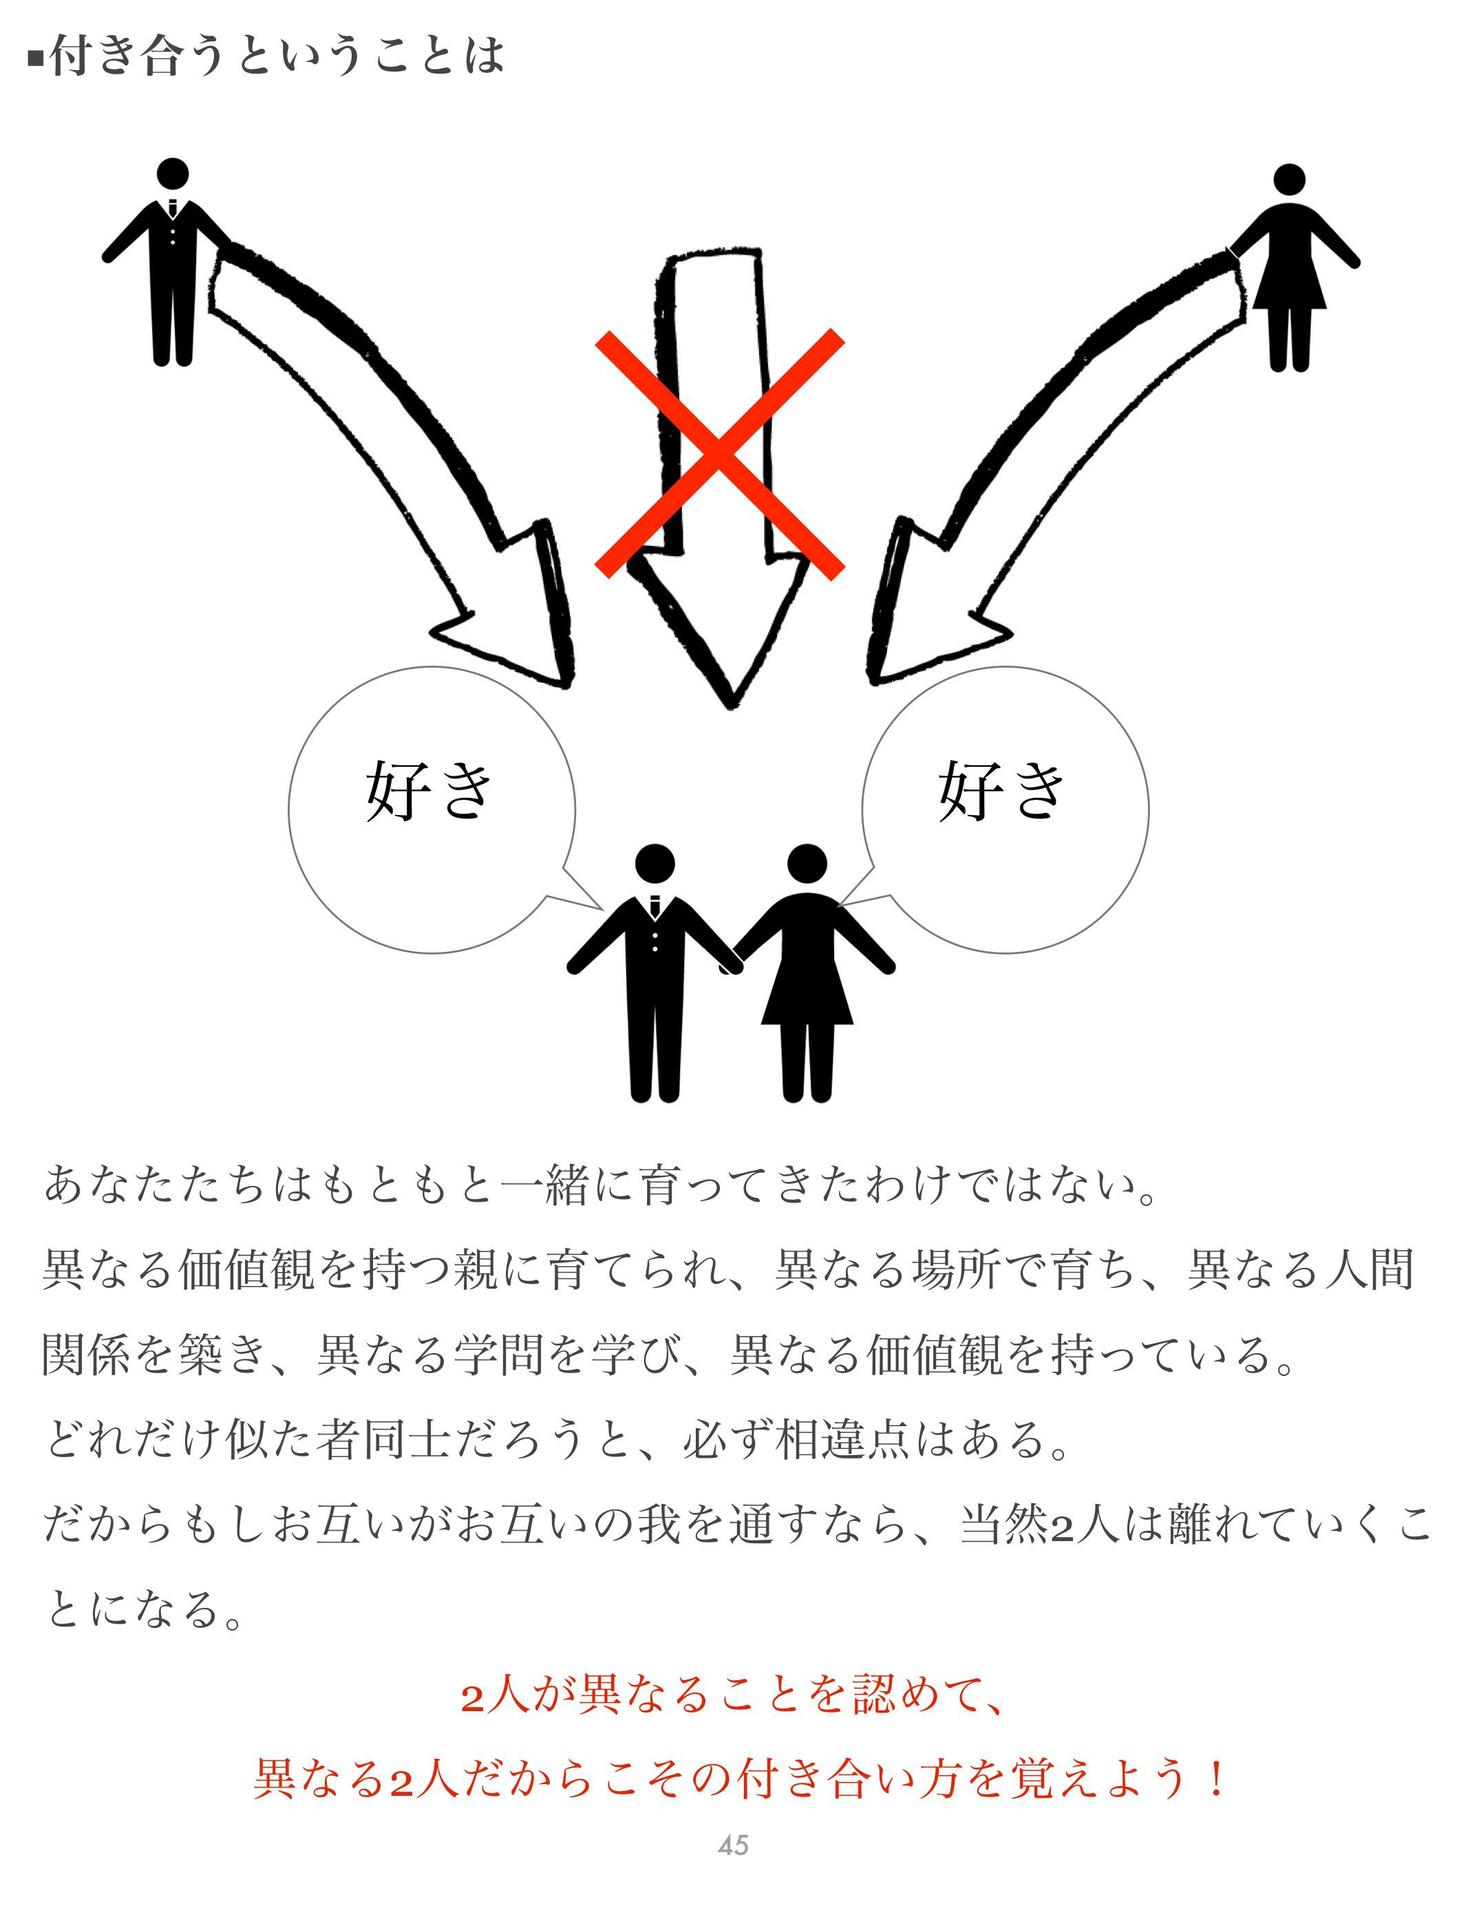 ▪付き合うということは
好き
好き
あなたたちはもともと一緒に育ってきたわけではない。
異なる価値観を持つ親に育てられ、異なる場所で育ち、異なる人間
関係を築き、異なる学問を学び、異なる価値観を持っている。
どれだけ似た者同士だろうと、必ず相違点はある。
だからもしお互いがお互いの我を通すなら、当然2人は離れていくこ
とになる。
2人が異なることを認めて、
異なる2人だからこその付き合い方を覚えよう！
45